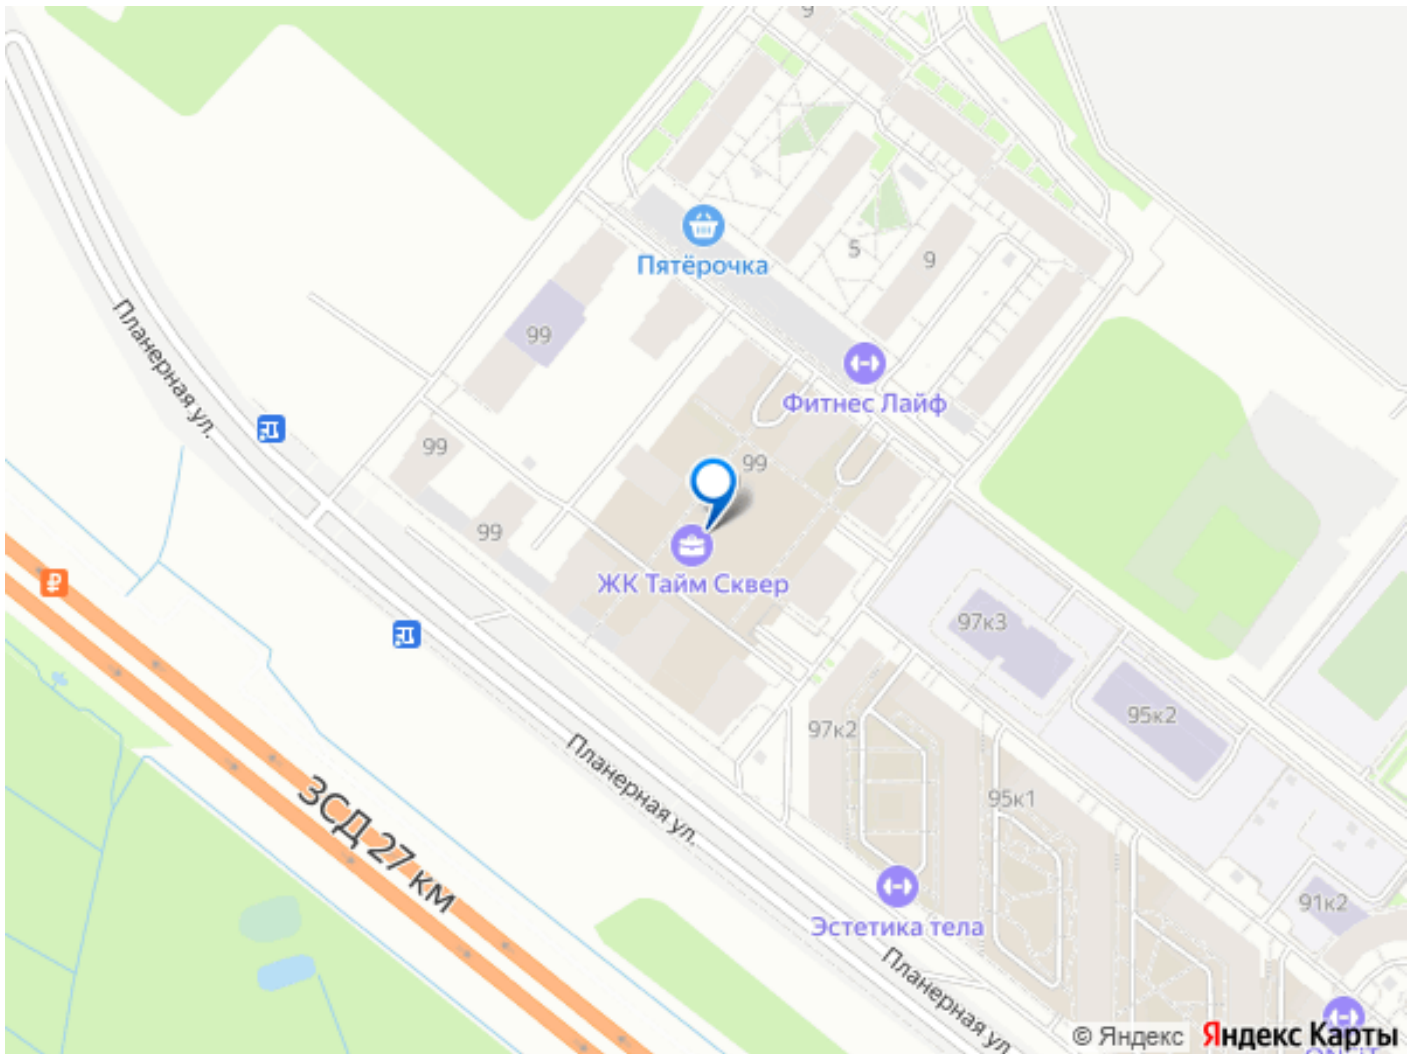 9
Пятёрочка
5
9
Планерная ул.
99
Фитнес Лайф
99
99
99
ЖК Тайм Сквер
₽
97к3
95к2
97к2
Планерная ул.
ЗСД 27 км
95к1
Эстетика тела
91к2
Планерная ул.
© Яндекс
Яндекс Карты